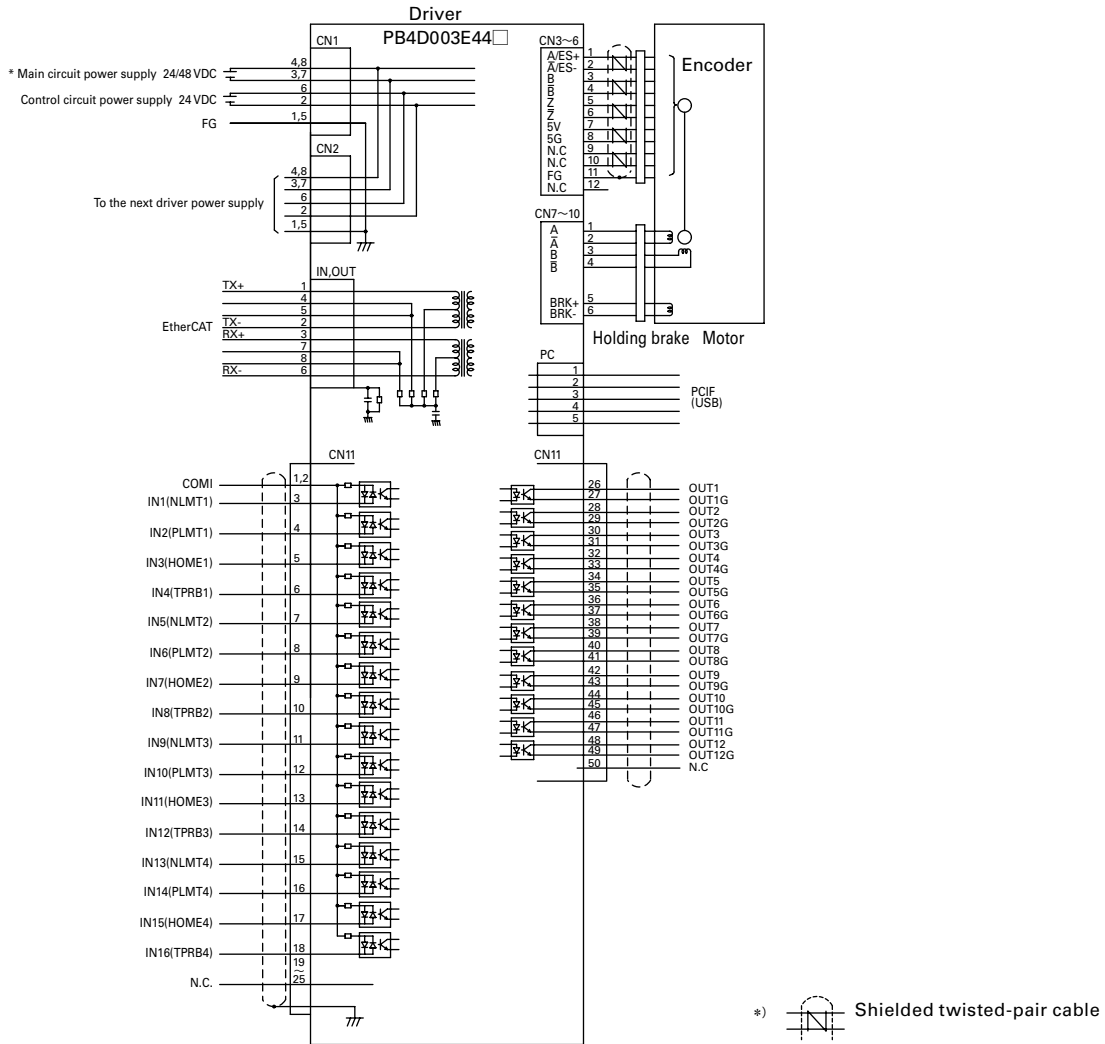 Driver
PB4D003E44□
CN1
* Main circuit power supply 24/48 VDC
4,8
3,7
Control circuit power supply 24 VDC
6
2
FG
1,5
CN2
To the next driver power supply
4,8
3,7
6
2
1,5
IN,OUT
EtherCAT
TX+ 1
4
5
TX- 2
RX+ 3
7
8
RX- 6
CN3~6
A/ES+ 1
A̅/ES- 2
B 3
B̅ 4
Z 5
Z̅ 6
5V 7
5G 8
N.C 9
N.C 10
FG 11
N.C 12
Encoder
CN7~10
A 1
A̅ 2
B 3
B̅ 4
BRK+ 5
BRK- 6
Holding brake Motor
PC
1
2
3
4
5
PCIF
(USB)
CN11
COMI 1,2
IN1(NLMT1) 3
IN2(PLMT1) 4
IN3(HOME1) 5
IN4(TPRB1) 6
IN5(NLMT2) 7
IN6(PLMT2) 8
IN7(HOME2) 9
IN8(TPRB2) 10
IN9(NLMT3) 11
IN10(PLMT3) 12
IN11(HOME3) 13
IN12(TPRB3) 14
IN13(NLMT4) 15
IN14(PLMT4) 16
IN15(HOME4) 17
IN16(TPRB4) 18
N.C. 19~25
CN11
26 OUT1
27 OUT1G
28 OUT2
29 OUT2G
30 OUT3
31 OUT3G
32 OUT4
33 OUT4G
34 OUT5
35 OUT5G
36 OUT6
37 OUT6G
38 OUT7
39 OUT7G
40 OUT8
41 OUT8G
42 OUT9
43 OUT9G
44 OUT10
45 OUT10G
46 OUT11
47 OUT11G
48 OUT12
49 OUT12G
50 N.C
*) Shielded twisted-pair cable